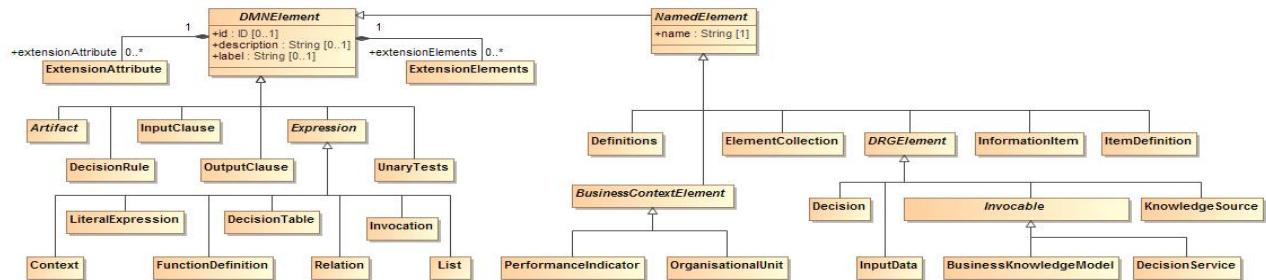 DMNElement
+id : ID [0..1]
+description : String [0..1]
+label : String [0..1]
NamedElement
+name : String [1]
1
1
+extensionAttribute 0..*
+extensionElements 0..*
ExtensionAttribute
ExtensionElements
Artifact
InputClause
Expression
DecisionRule
OutputClause
UnaryTests
Definitions
ElementCollection
DRGElement
InformationItem
ItemDefinition
BusinessContextElement
LiteralExpression
DecisionTable
Invocation
Decision
Invocable
KnowledgeSource
Context
FunctionDefinition
Relation
List
PerformanceIndicator
OrganisationalUnit
InputData
BusinessKnowledgeModel
DecisionService